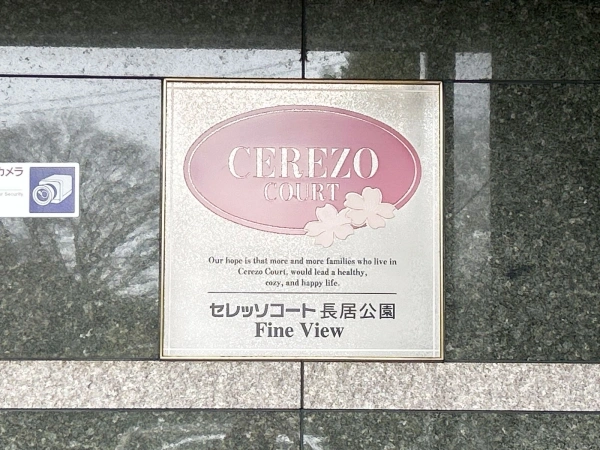 カメラ
Security
CEREZO
COURT
Our hope is that more and more families who live in
Cerezo Court, would lead a healthy,
cozy, and happy life.
セレッソコート長居公園
Fine View